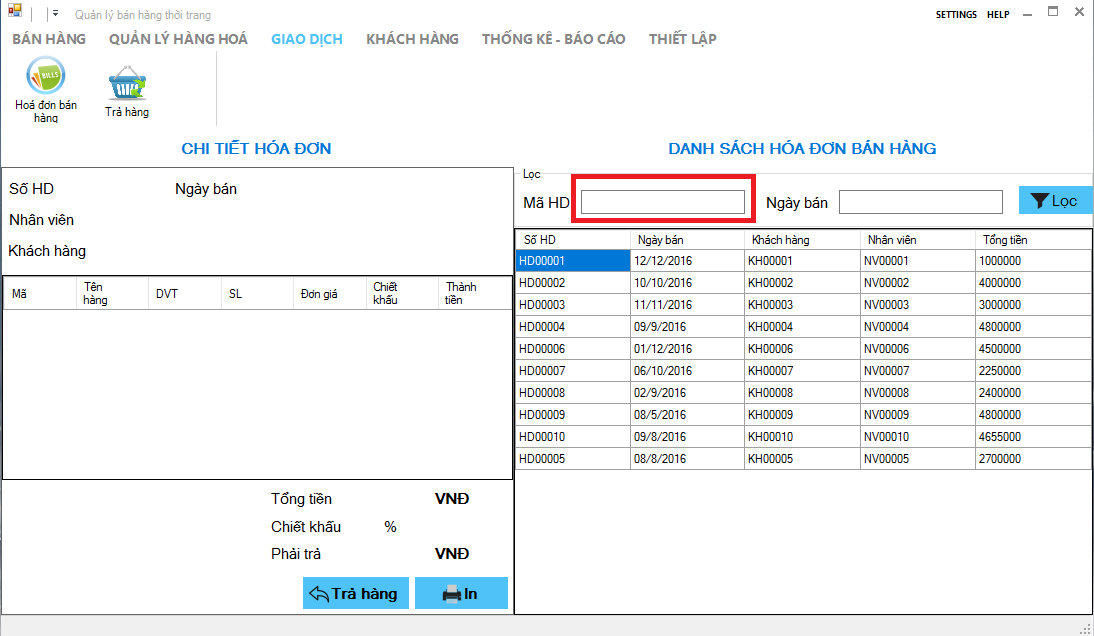 Quản lý bán hàng thời trang
SETTINGS HELP
BÁN HÀNG QUẢN LÝ HÀNG HOÁ GIAO DỊCH KHÁCH HÀNG THỐNG KÊ - BÁO CÁO THIẾT LẬP
BILLS
Hoá đơn bán
hàng
Trả hàng
CHI TIẾT HÓA ĐƠN
Số HD Ngày bán
Nhân viên
Khách hàng
Mã Tên hàng DVT SL Đơn giá Chiết khấu Thành tiền
Tổng tiền VNĐ
Chiết khấu %
Phải trả VNĐ
Trả hàng In
DANH SÁCH HÓA ĐƠN BÁN HÀNG
Lọc
Mã HD Ngày bán Lọc
Số HD Ngày bán Khách hàng Nhân viên Tổng tiền
HD00001 12/12/2016 KH00001 NV00001 1000000
HD00002 10/10/2016 KH00002 NV00002 4000000
HD00003 11/11/2016 KH00003 NV00003 3000000
HD00004 09/9/2016 KH00004 NV00004 4800000
HD00006 01/12/2016 KH00006 NV00006 4500000
HD00007 06/10/2016 KH00007 NV00007 2250000
HD00008 02/9/2016 KH00008 NV00008 2400000
HD00009 08/5/2016 KH00009 NV00009 4800000
HD00010 09/8/2016 KH00010 NV00010 4655000
HD00005 08/8/2016 KH00005 NV00005 2700000